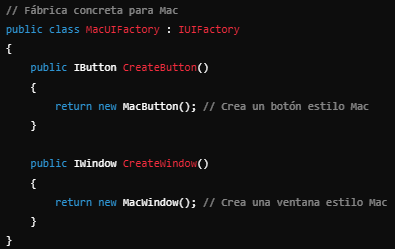 // Fábrica concreta para Mac
public class MacUIFactory : IUIFactory
{
    public IButton CreateButton()
    {
        return new MacButton(); // Crea un botón estilo Mac
    }

    public IWindow CreateWindow()
    {
        return new MacWindow(); // Crea una ventana estilo Mac
    }
}